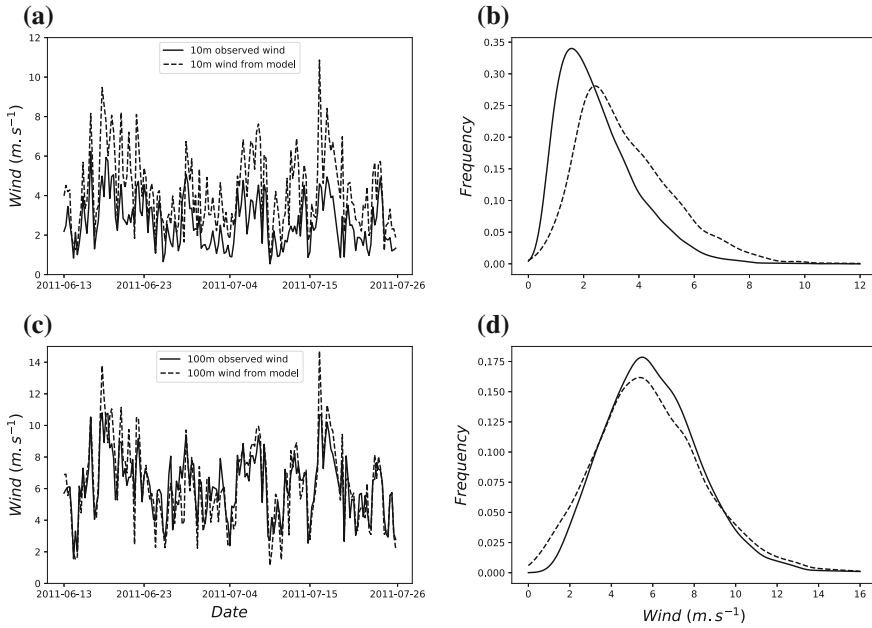 (a)
12
10
8
6
4
2
0
Wind (m.s⁻¹)
10m observed wind
10m wind from model
2011-06-13 2011-06-23 2011-07-04 2011-07-15 2011-07-26
(b)
0.35
0.30
0.25
0.20
0.15
0.10
0.05
0.00
Frequency
0 2 4 6 8 10 12
(c)
14
12
10
8
6
4
2
0
Wind (m.s⁻¹)
100m observed wind
100m wind from model
2011-06-13 2011-06-23 2011-07-04 2011-07-15 2011-07-26
Date
(d)
0.175
0.150
0.125
0.100
0.075
0.050
0.025
0.000
Frequency
0 2 4 6 8 10 12 14 16
Wind (m.s⁻¹)